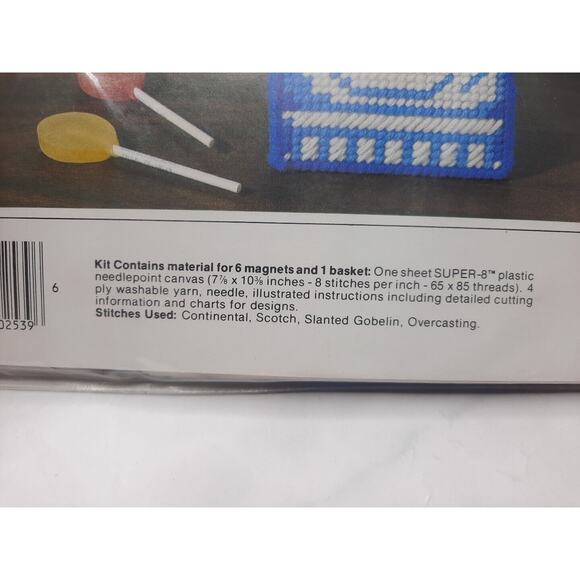 Kit Contains material for 6 magnets and 1 basket: One sheet SUPER-8™ plastic
needlepoint canvas (7⅞ x 10⅝ inches - 8 stitches per inch - 65 x 85 threads). 4
ply washable yarn, needle, illustrated instructions including detailed cutting
information and charts for designs.
Stitches Used: Continental, Scotch, Slanted Gobelin, Overcasting.
6
02539